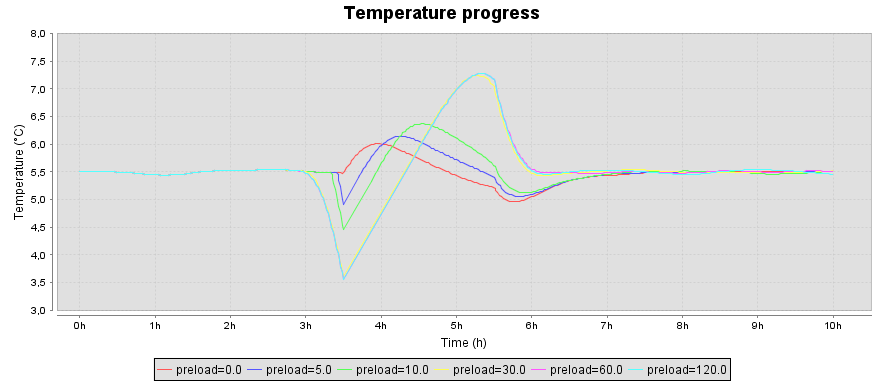 Temperature progress
8,0
7,5
7,0
6,5
6,0
5,5
5,0
4,5
4,0
3,5
3,0
Temperature (°C)
0h 1h 2h 3h 4h 5h 6h 7h 8h 9h 10h
Time (h)
preload=0.0 preload=5.0 preload=10.0 preload=30.0 preload=60.0 preload=120.0